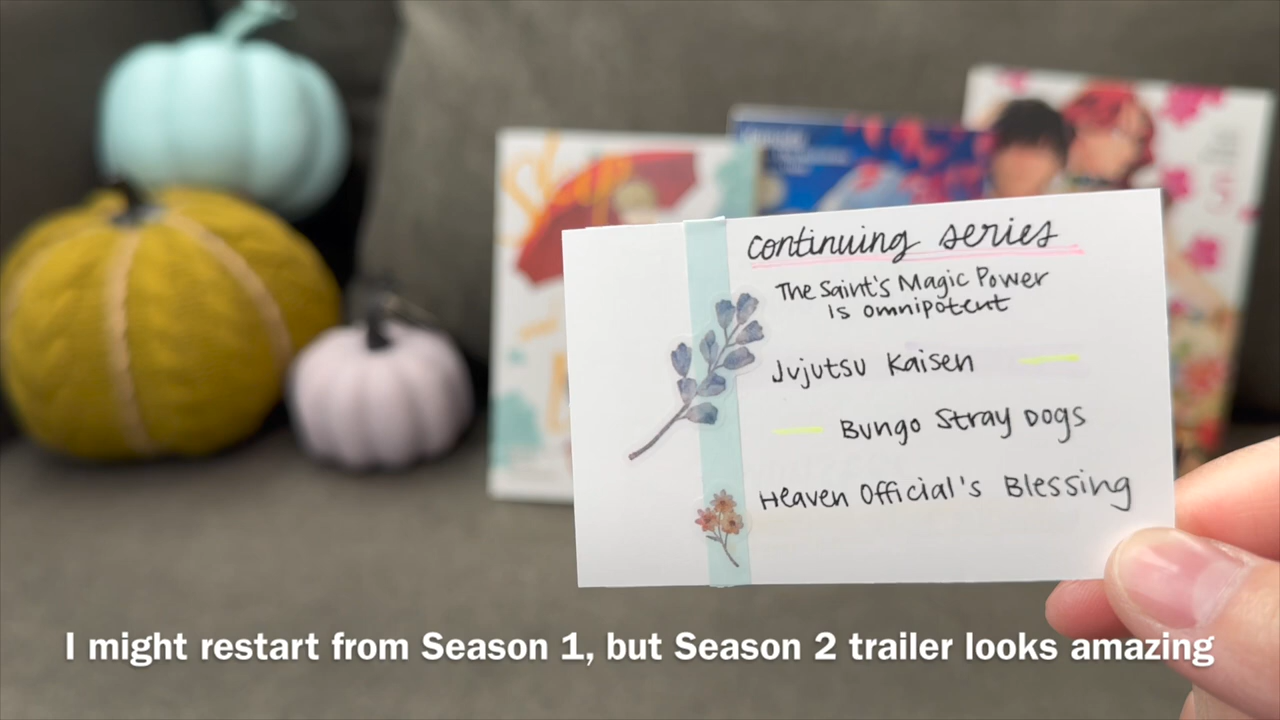 continuing series
The Saint's Magic Power
is omnipotent
Jujutsu Kaisen
Bungo Stray Dogs
Heaven Official's Blessing
I might restart from Season 1, but Season 2 trailer looks amazing